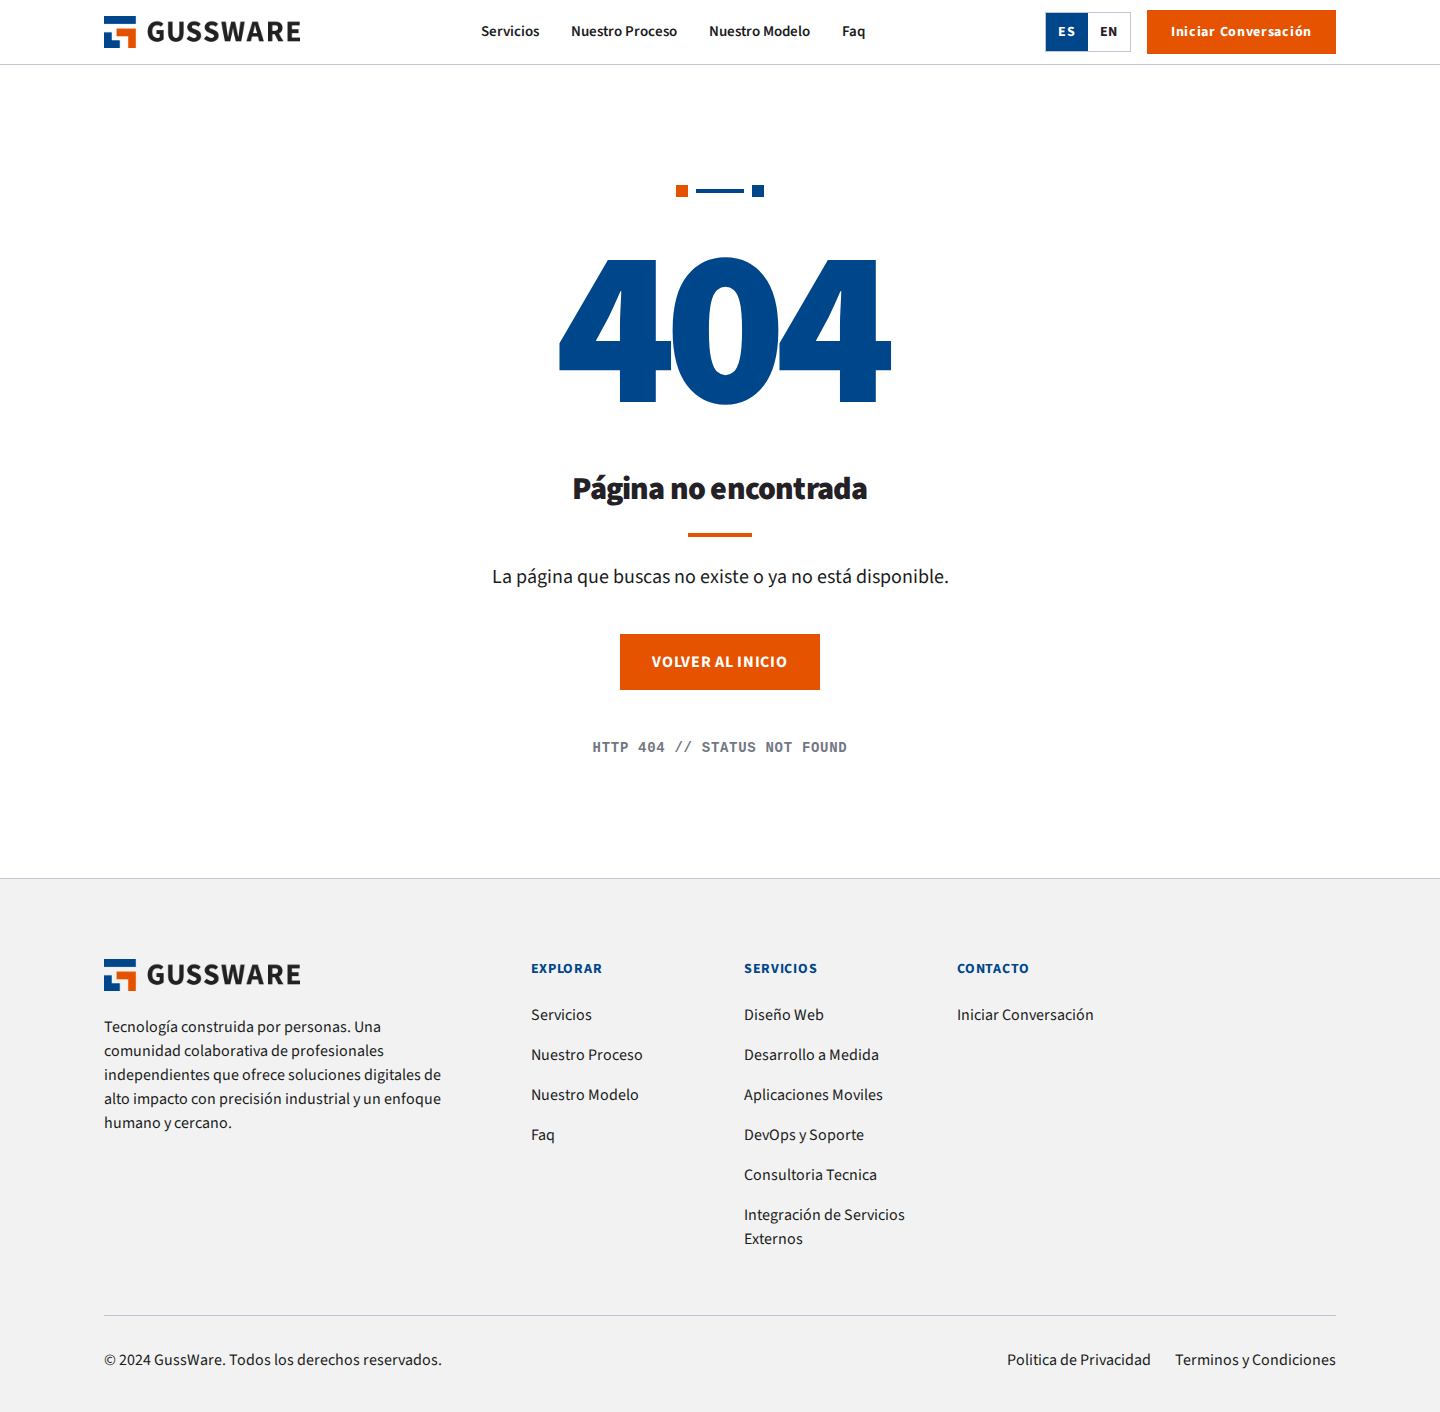 GUSSWARE
Servicios
Nuestro Proceso
Nuestro Modelo
Faq
ES
EN
Iniciar Conversación
404
Página no encontrada
La página que buscas no existe o ya no está disponible.
VOLVER AL INICIO
HTTP 404 // STATUS NOT FOUND
GUSSWARE
Tecnología construida por personas. Una
comunidad colaborativa de profesionales
independientes que ofrece soluciones digitales de
alto impacto con precisión industrial y un enfoque
humano y cercano.
EXPLORAR
Servicios
Nuestro Proceso
Nuestro Modelo
Faq
SERVICIOS
Diseño Web
Desarrollo a Medida
Aplicaciones Moviles
DevOps y Soporte
Consultoria Tecnica
Integración de Servicios
Externos
CONTACTO
Iniciar Conversación
© 2024 GussWare. Todos los derechos reservados.
Politica de Privacidad
Terminos y Condiciones